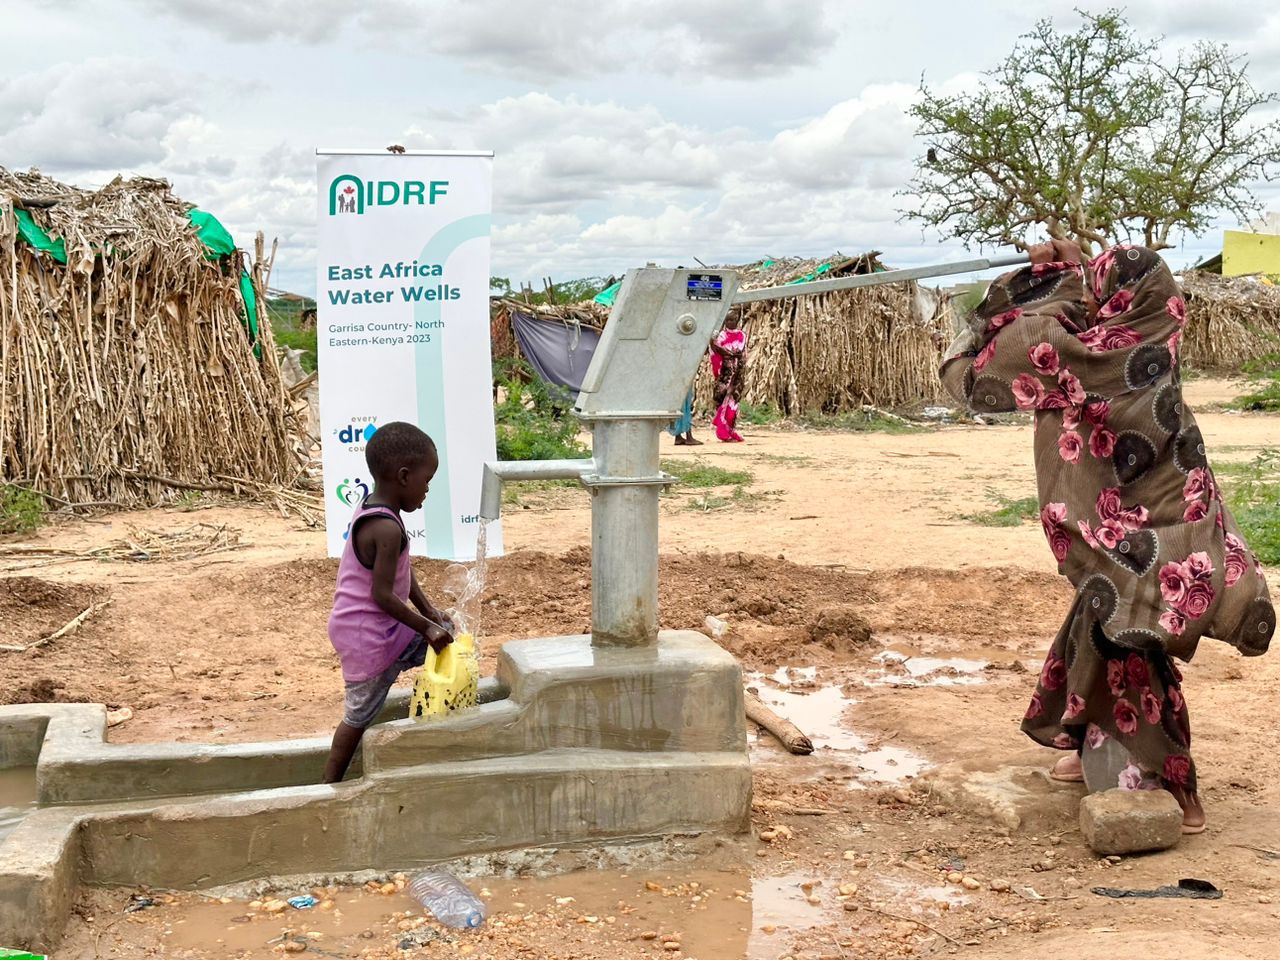 IDRF
East Africa
Water Wells
Garrisa Country- North
Eastern-Kenya 2023
every
idrf